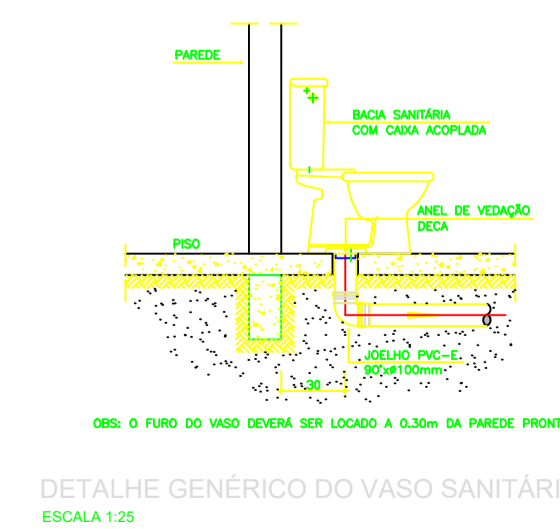 PAREDE
BACIA SANITÁRIA
COM CAIXA ACOPLADA
ANEL DE VEDAÇÃO
DECA
PISO
JOELHO PVC-E.
90°xø100mm
.30
OBS: O FURO DO VASO DEVERÁ SER LOCADO A 0.30m DA PAREDE PRONT
DETALHE GENÉRICO DO VASO SANITÁRI
ESCALA 1:25